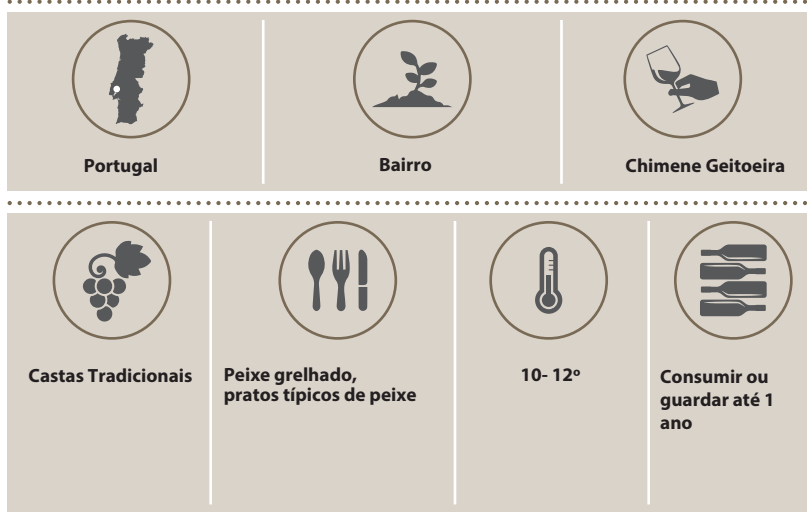 Portugal
Bairro
Chimene Geitoeira
Castas Tradicionais
Peixe grelhado,
pratos típicos de peixe
10- 12º
Consumir ou
guardar até 1
ano